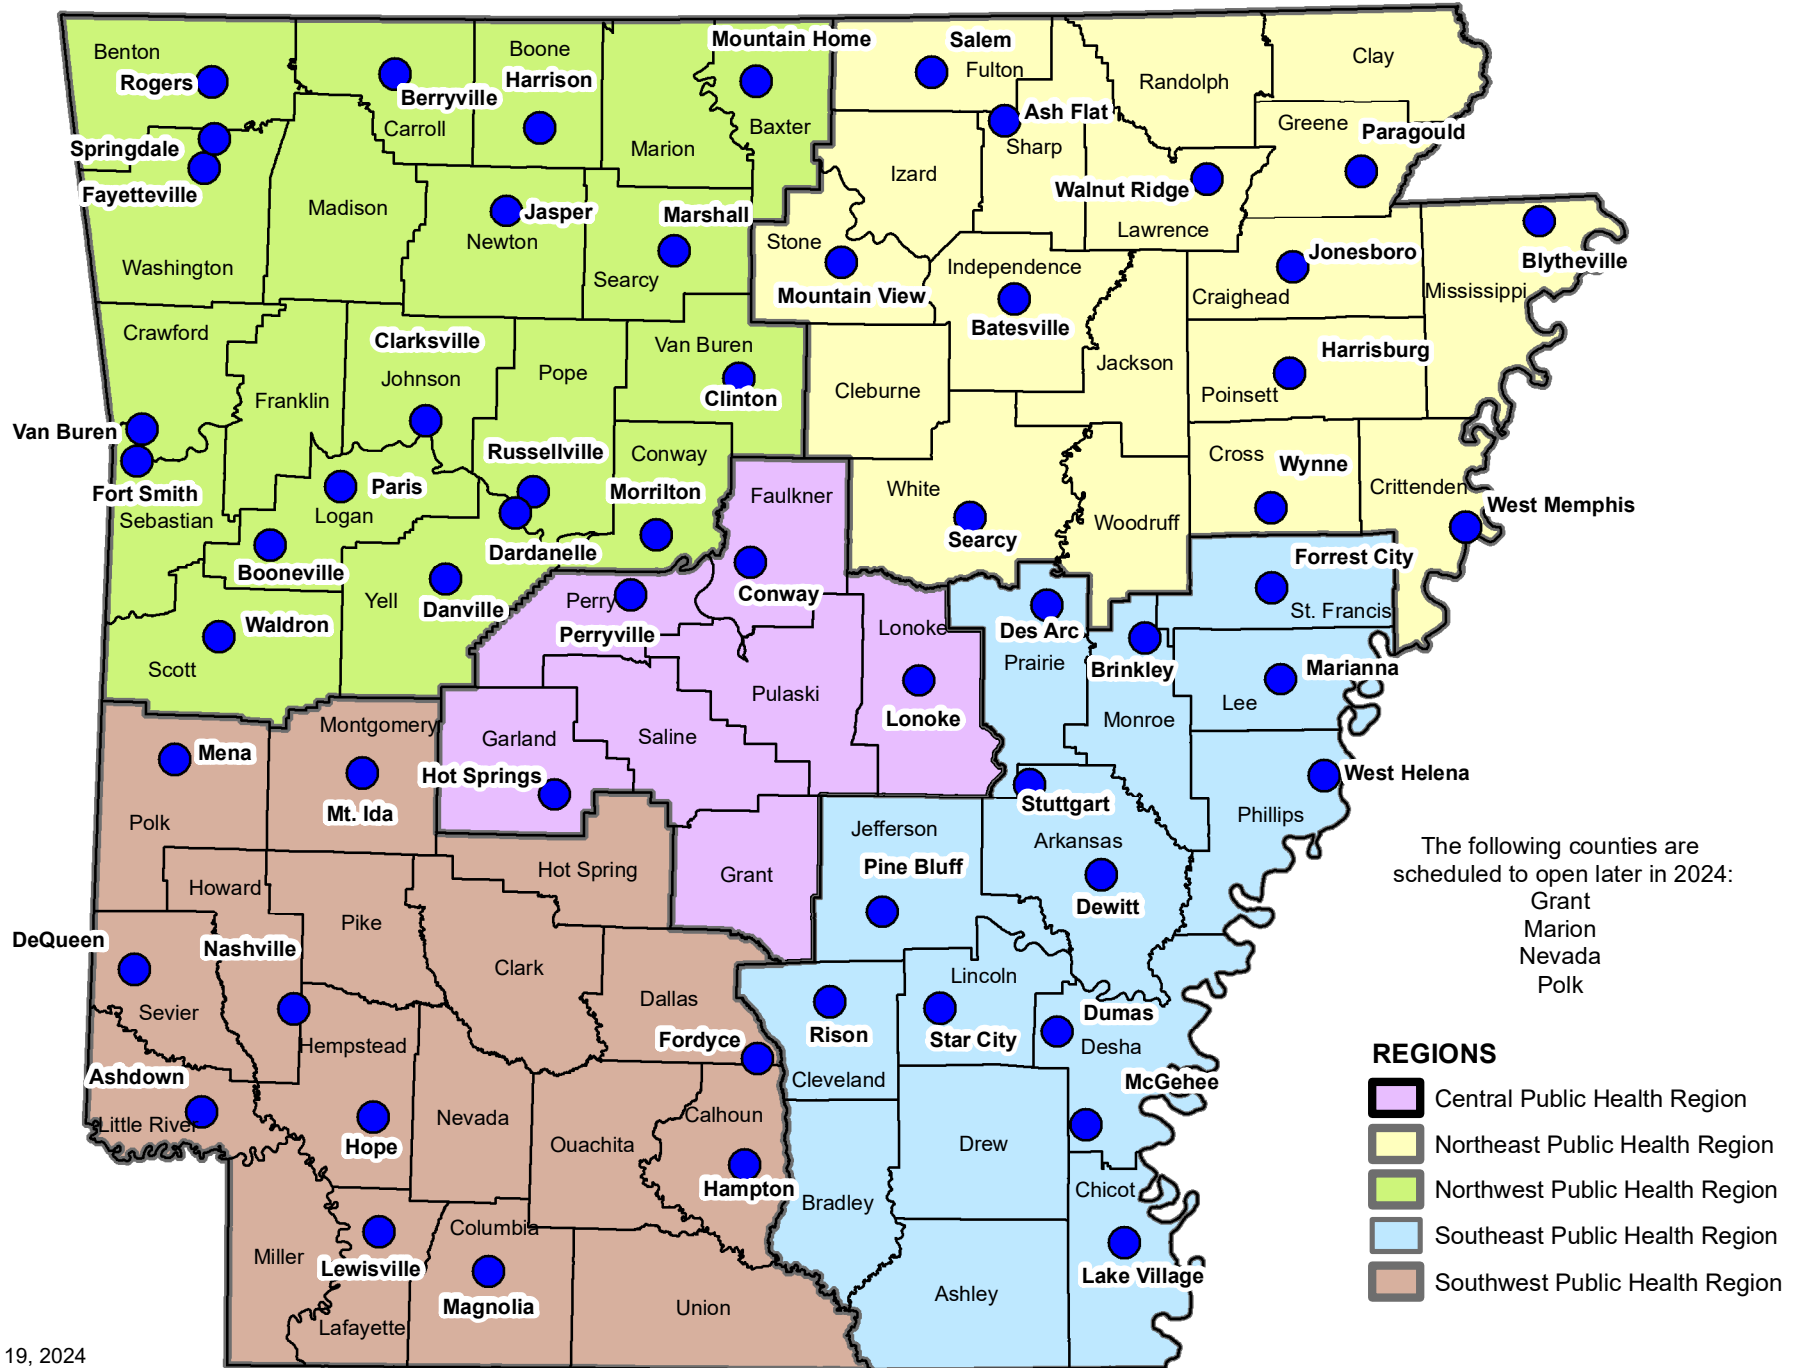 Benton
Rogers
Springdale
Fayetteville
Washington
Berryville
Carroll
Madison
Boone
Harrison
Jasper
Newton
Marion
Marshall
Searcy
Mountain Home
Baxter
Salem
Fulton
Ash Flat
Sharp
Izard
Randolph
Clay
Greene
Paragould
Walnut Ridge
Lawrence
Stone
Mountain View
Independence
Batesville
Jonesboro
Craighead
Blytheville
Mississippi
Crawford
Franklin
Clarksville
Johnson
Pope
Van Buren
Clinton
Cleburne
Jackson
Harrisburg
Poinsett
Van Buren
Fort Smith
Sebastian
Paris
Logan
Booneville
Russellville
Dardanelle
Conway
Morrilton
Faulkner
Conway
White
Searcy
Woodruff
Cross
Wynne
Crittenden
West Memphis
Waldron
Scott
Yell
Danville
Perry
Perryville
Lonoke
Lonoke
Pulaski
Saline
Garland
Hot Springs
Des Arc
Prairie
Brinkley
Monroe
Forrest City
St. Francis
Marianna
Lee
West Helena
Phillips
Montgomery
Mena
Mt. Ida
Polk
Howard
Pike
Hot Spring
Grant
Jefferson
Pine Bluff
Stuttgart
Arkansas
Dewitt
DeQueen
Nashville
Sevier
Clark
Dallas
Fordyce
Hempstead
Ashdown
Little River
Hope
Nevada
Ouachita
Calhoun
Hampton
Lincoln
Rison
Star City
Cleveland
Dumas
Desha
McGehee
Drew
Bradley
Chicot
Lake Village
Ashley
Miller
Lewisville
Lafayette
Columbia
Magnolia
Union
The following counties are
scheduled to open later in 2024:
Grant
Marion
Nevada
Polk
REGIONS
Central Public Health Region
Northeast Public Health Region
Northwest Public Health Region
Southeast Public Health Region
Southwest Public Health Region
19, 2024